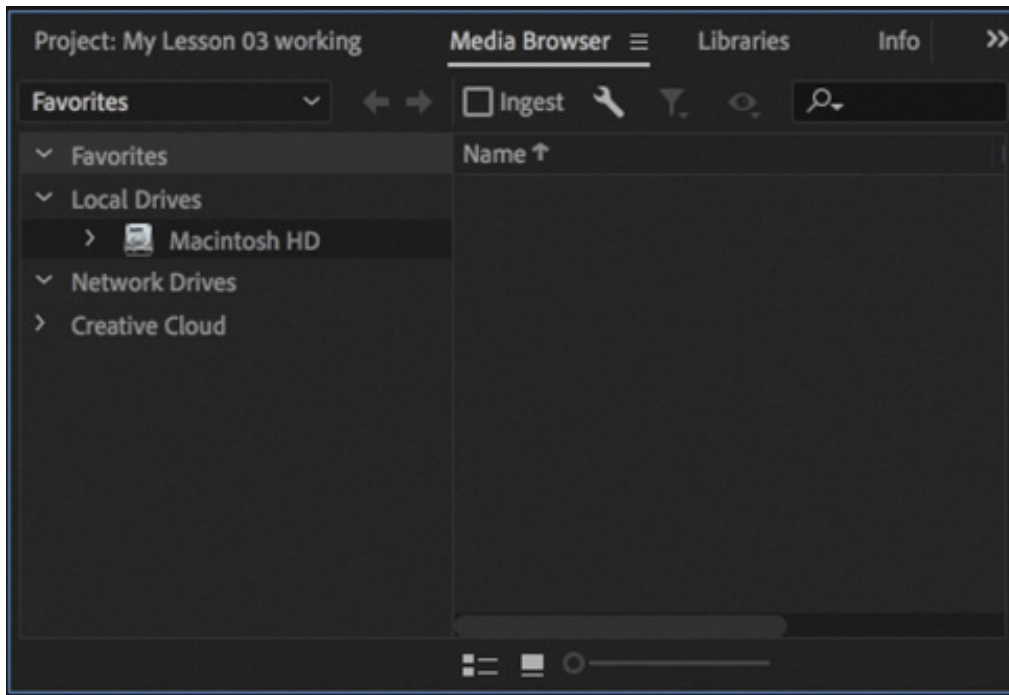 Project: My Lesson 03 working Media Browser Libraries Info
Favorites Ingest
Favorites
Local Drives
Macintosh HD
Network Drives
Creative Cloud
Name